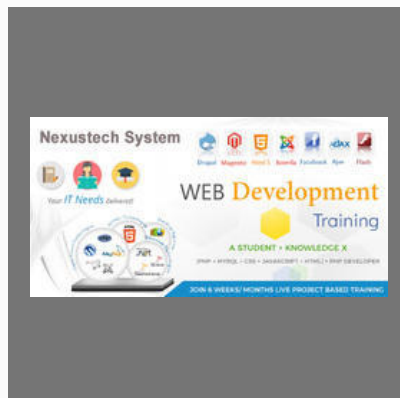 Nexustech System
Drupal Magento Html 5 Joomla Facebook Ajax Flash
Your IT Needs delivered!
WEB Development
Training
A STUDENT + KNOWLEDGE X
(PHP + MYSQL + CSS + JAVASCRIPT + HTML) = PHP DEVELOPER
JOIN 6 WEEKS/ MONTHS LIVE PROJECT BASED TRAINING